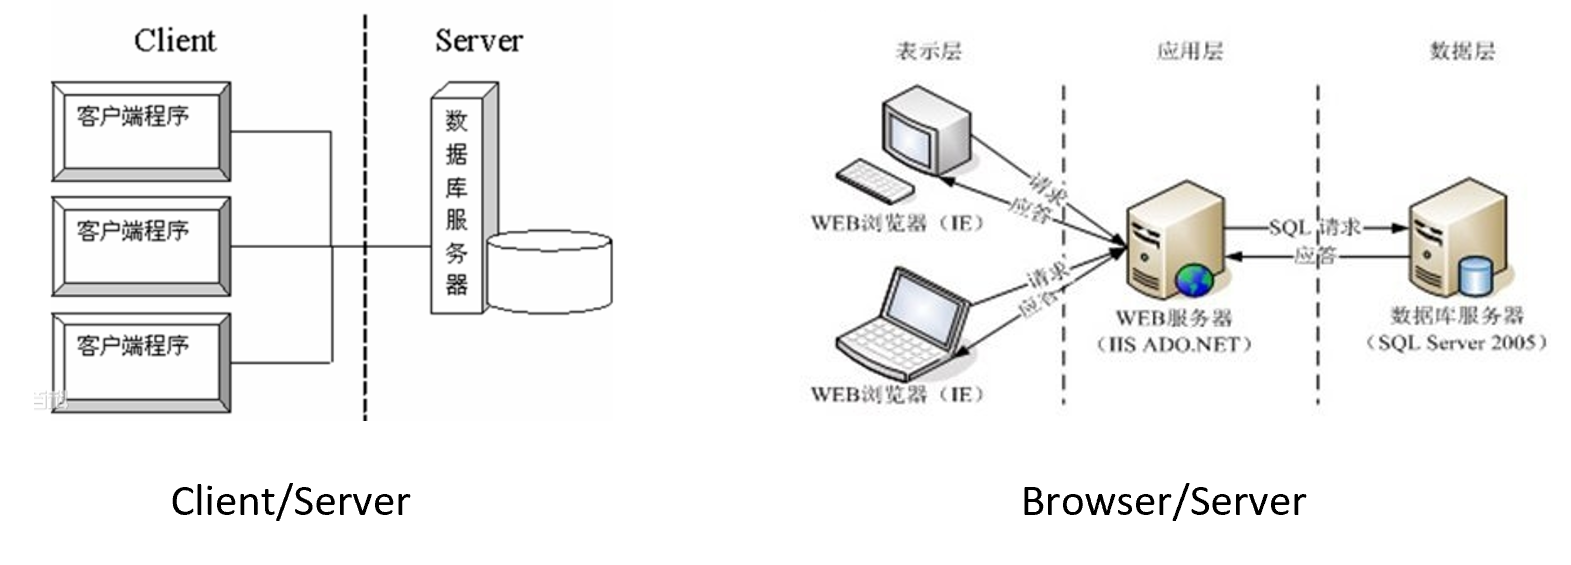 Client
Server
客户端程序
客户端程序
客户端程序
数据库服务器
Client/Server
表示层
应用层
数据层
请求
应答
WEB浏览器（IE）
请求
应答
WEB浏览器（IE）
SQL 请求
应答
WEB服务器
（IIS ADO.NET）
数据库服务器
（SQL Server 2005）
Browser/Server